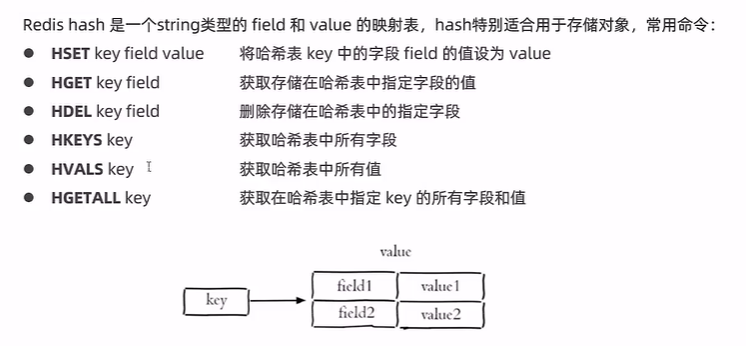 Redis hash 是一个string类型的 field 和 value 的映射表，hash特别适合用于存储对象，常用命令：
● HSET key field value 将哈希表 key 中的字段 field 的值设为 value
● HGET key field 获取存储在哈希表中指定字段的值
● HDEL key field 删除存储在哈希表中的指定字段
● HKEYS key 获取哈希表中所有字段
● HVALS key 获取哈希表中所有值
● HGETALL key 获取在哈希表中指定 key 的所有字段和值
value
key field1 value1
field2 value2